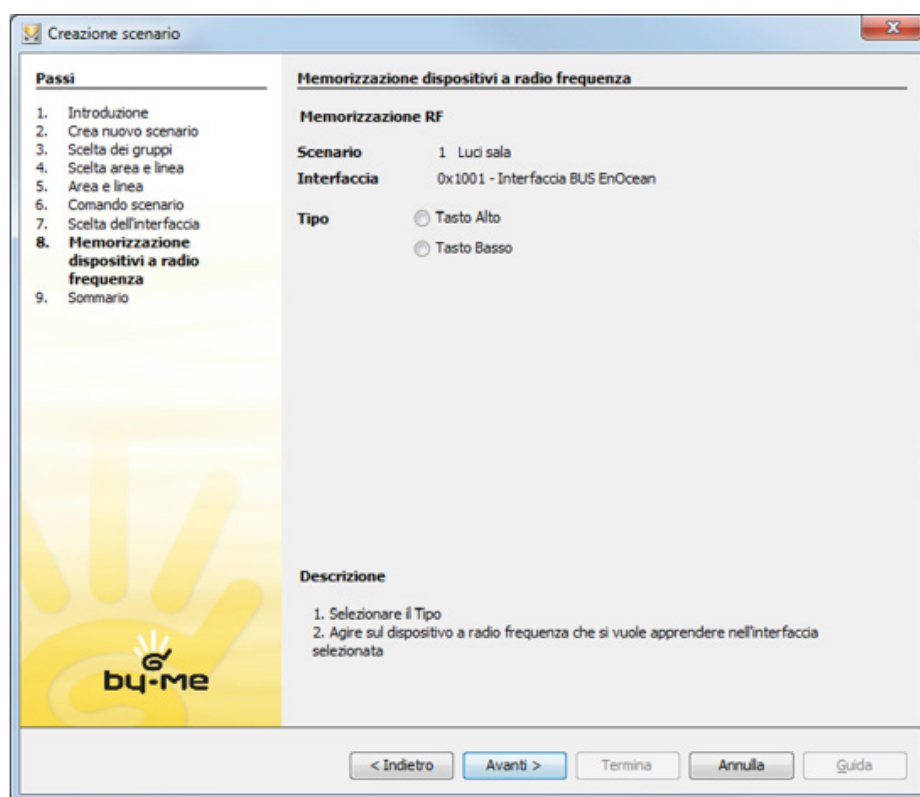 Creazione scenario
Passi
1. Introduzione
2. Crea nuovo scenario
3. Scelta dei gruppi
4. Scelta area e linea
5. Area e linea
6. Comando scenario
7. Scelta dell'interfaccia
8. Memorizzazione
dispositivi a radio
frequenza
9. Sommario
by-me
Memorizzazione dispositivi a radio frequenza
Memorizzazione RF
Scenario 1 Luci sala
Interfaccia 0x1001 - Interfaccia BUS EnOcean
Tipo Tasto Alto
Tasto Basso
Descrizione
1. Selezionare il Tipo
2. Agire sul dispositivo a radio frequenza che si vuole apprendere nell'interfaccia
selezionata
< Indietro Avanti > Termina Annulla Guida